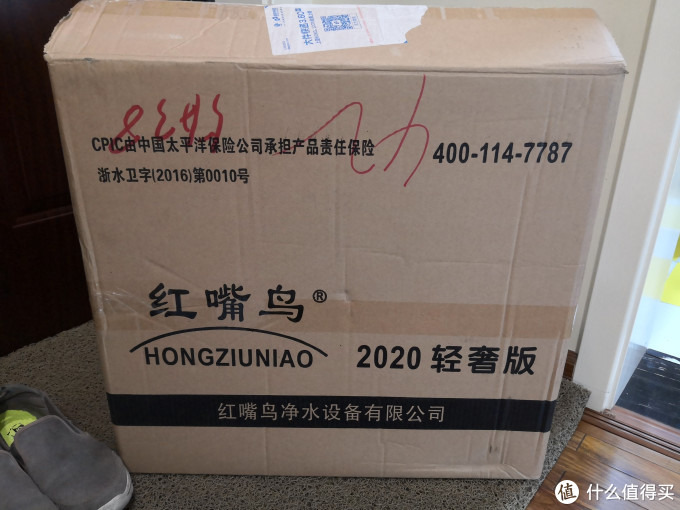 CPIC由中国太平洋保险公司承担产品责任保险
400-114-7787
浙水卫字(2016)第0010号
红嘴鸟®
HONGZIUNIAO
2020 轻奢版
红嘴鸟净水设备有限公司
值 什么值得买